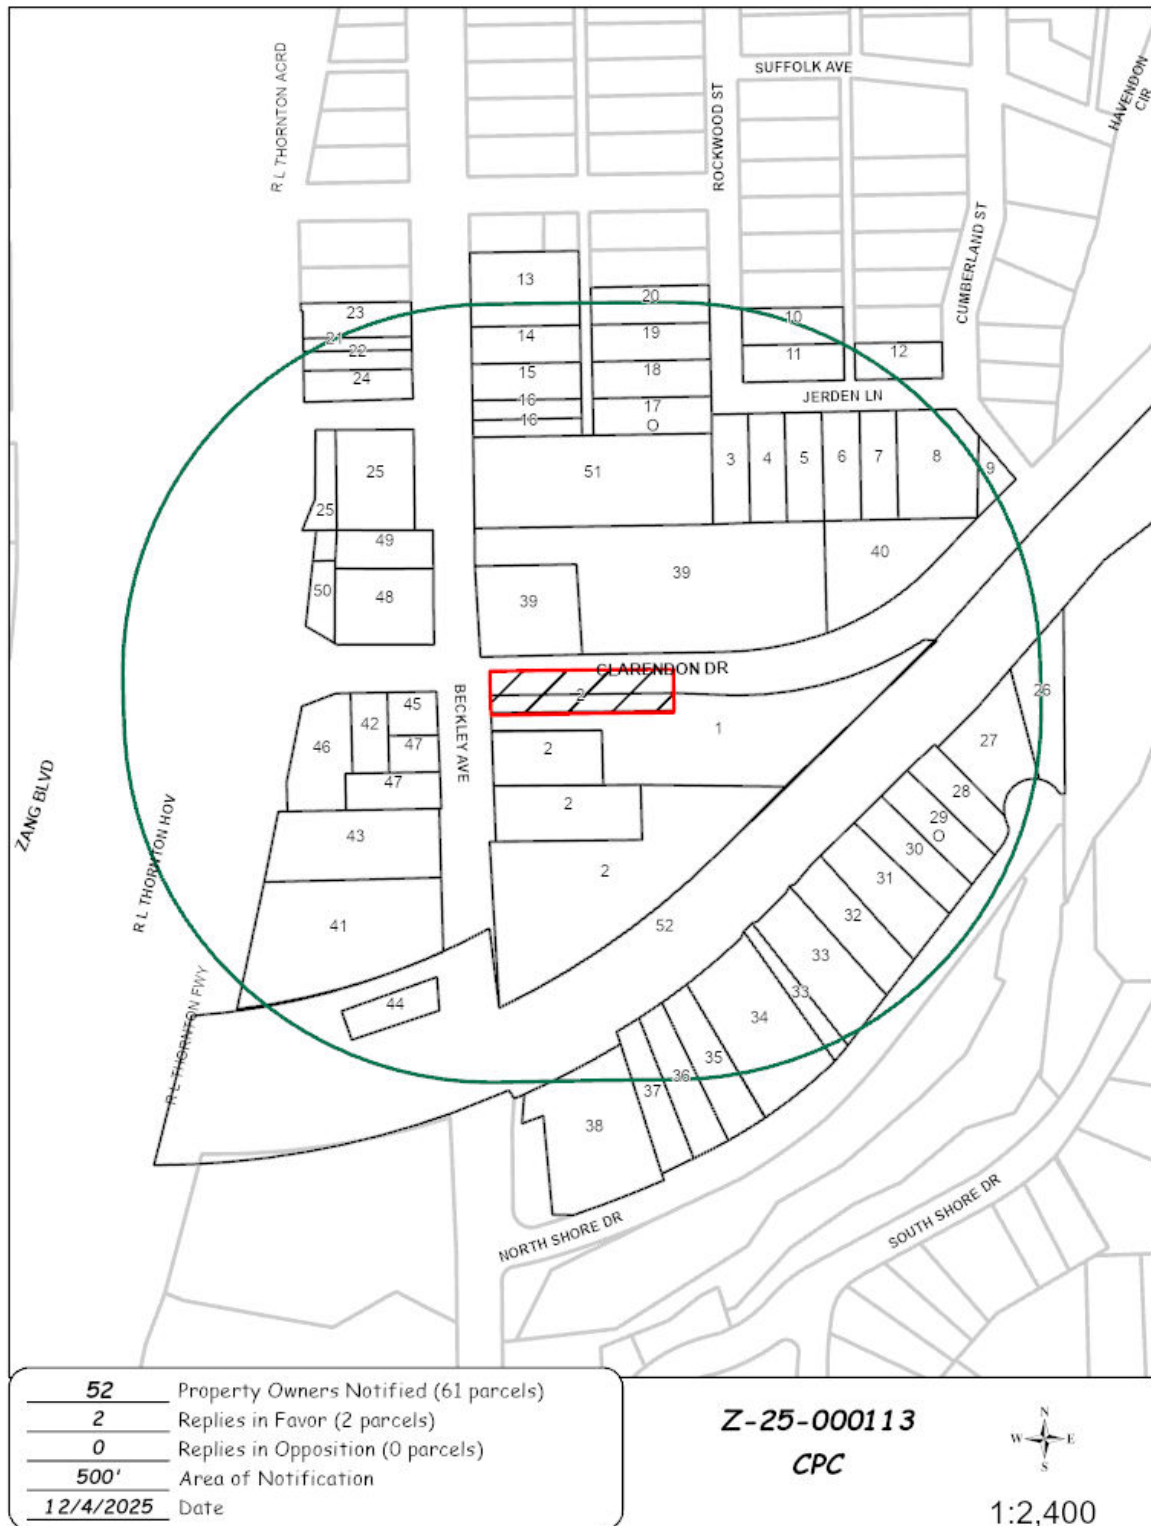 SUFFOLK AVE
HAVENDON CIR
R L THORNTON ACRD
ROCKWOOD ST
CUMBERLAND ST
13
20
23
10
21
14
19
22
11
12
15
18
24
JERDEN LN
16
17
16
O
3
4
5
6
7
8
9
51
25
25
49
40
39
50
48
39
CLARENDON DR
BECKLEY AVE
2
26
45
42
1
27
46
47
2
47
28
2
29
O
43
30
ZANG BLVD
R L THORNTON HOV
2
31
32
41
52
33
33
44
34
R L THORNTON FWY
35
36
37
38
NORTH SHORE DR
SOUTH SHORE DR
52 Property Owners Notified (61 parcels)
2 Replies in Favor (2 parcels)
0 Replies in Opposition (0 parcels)
500' Area of Notification
12/4/2025 Date
Z-25-000113
CPC
N
W E
S
1:2,400